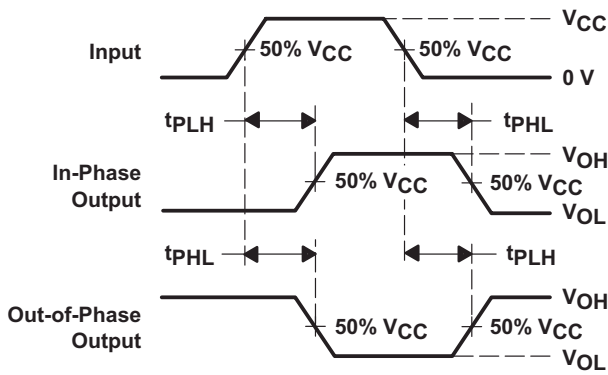 VCC
Input
50% VCC
50% VCC
0 V
tPLH
tPHL
VOH
In-Phase
Output
50% VCC
50% VCC
VOL
tPHL
tPLH
VOH
Out-of-Phase
Output
50% VCC
50% VCC
VOL